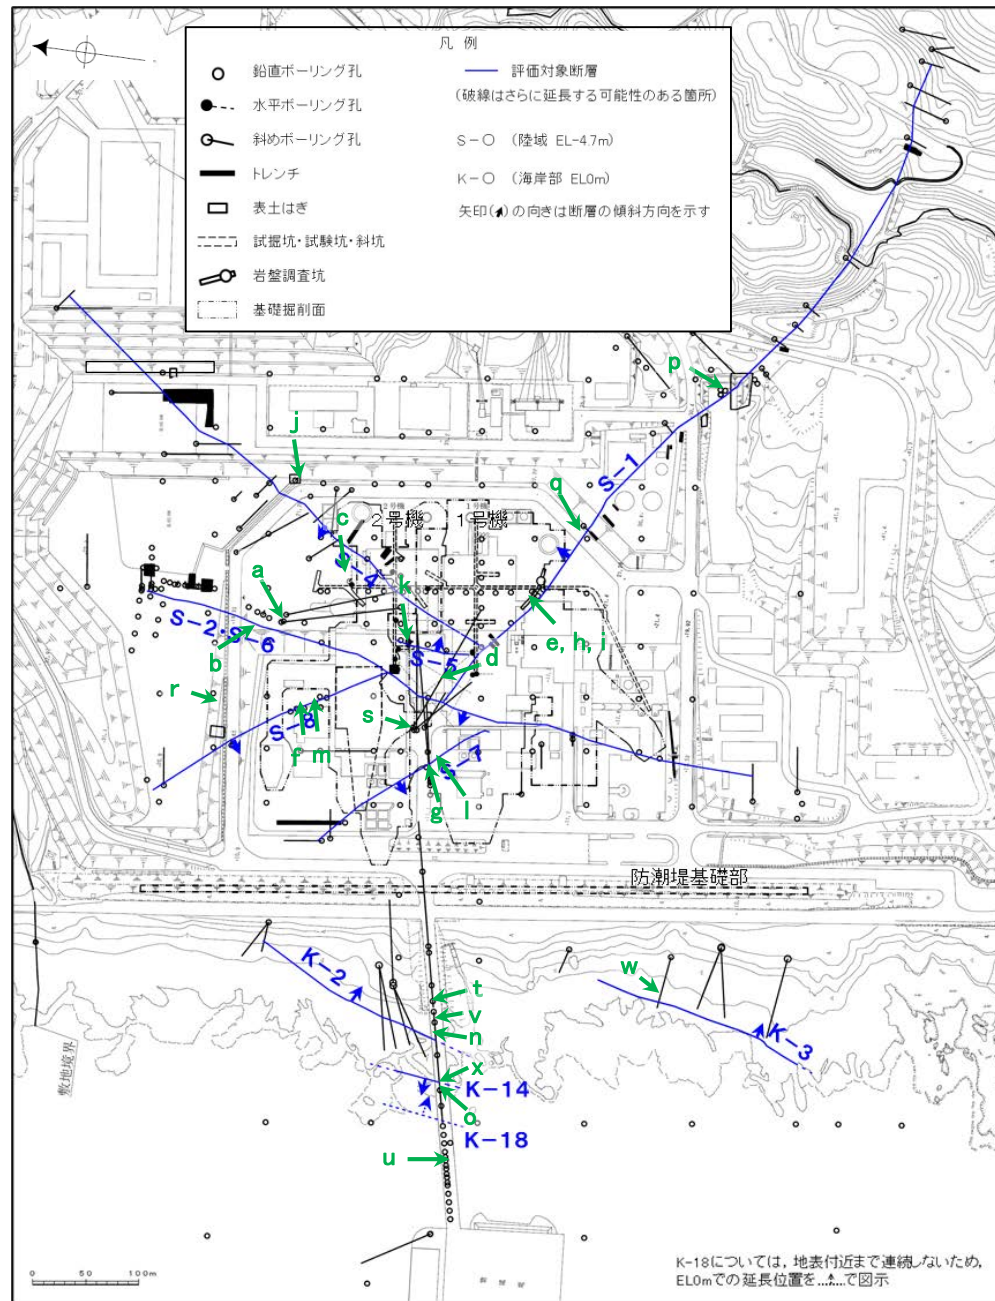 凡 例
鉛直ボーリング孔
水平ボーリング孔
斜めボーリング孔
トレンチ
表土はぎ
試掘坑・試験坑・斜坑
岩盤調査坑
基礎掘削面
評価対象断層
(破線はさらに延長する可能性のある箇所)
S-○ (陸域 EL-4.7m)
K-○ (海岸部 EL0m)
矢印( )の向きは断層の傾斜方向を示す
p
j
S-1
q
2号機
1号機
2号機
1号機
c
S-4
a
k
S-2・S-6
b
S-5
d
e, h, i
r
s
S-8
f
m
S-7
g
l
防潮堤基礎部
K-2
w
t
v
n
K-3
x
K-14
o
K-18
u
敷地境界
0 50 100m
K-18については，地表付近まで連続しないため，
EL0mでの延長位置を で図示